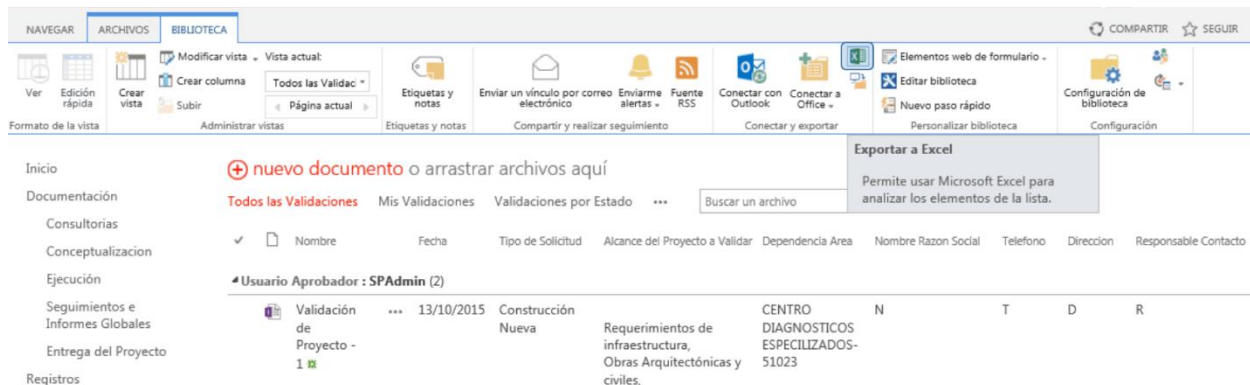 NAVEGAR ARCHIVOS BIBLIOTECA COMPARTIR SEGUIR
Ver
Edición
rápida
Crear
vista
Modificar vista
Crear columna
Subir
Vista actual:
Todos las Validac
Página actual
Etiquetas y
notas
Enviar un vínculo por correo
electrónico
Enviarme
alertas
Fuente
RSS
Conectar con
Outlook
Conectar a
Office
Elementos web de formulario
Editar biblioteca
Nuevo paso rápido
Configuración de
biblioteca
Formato de la vista Administrar vistas Etiquetas y notas Compartir y realizar seguimiento Conectar y exportar Personalizar biblioteca Configuración
Exportar a Excel
Permite usar Microsoft Excel para
analizar los elementos de la lista.
Inicio
Documentación
Consultorias
Conceptualizacion
Ejecución
Seguimientos e
Informes Globales
Entrega del Proyecto
Registros
nuevo documento o arrastrar archivos aquí
Todos las Validaciones Mis Validaciones Validaciones por Estado ••• Buscar un archivo
Nombre Fecha Tipo de Solicitud Alcance del Proyecto a Validar Dependencia Area Nombre Razon Social Telefono Direccion Responsable Contacto
Usuario Aprobador : SPAdmin (2)
Validación
de
Proyecto -
1
••• 13/10/2015
Construcción
Nueva
Requerimientos de
infraestructura,
Obras Arquitectónicas y
civiles.
CENTRO
DIAGNOSTICOS
ESPECILIZADOS-
51023
N T D R